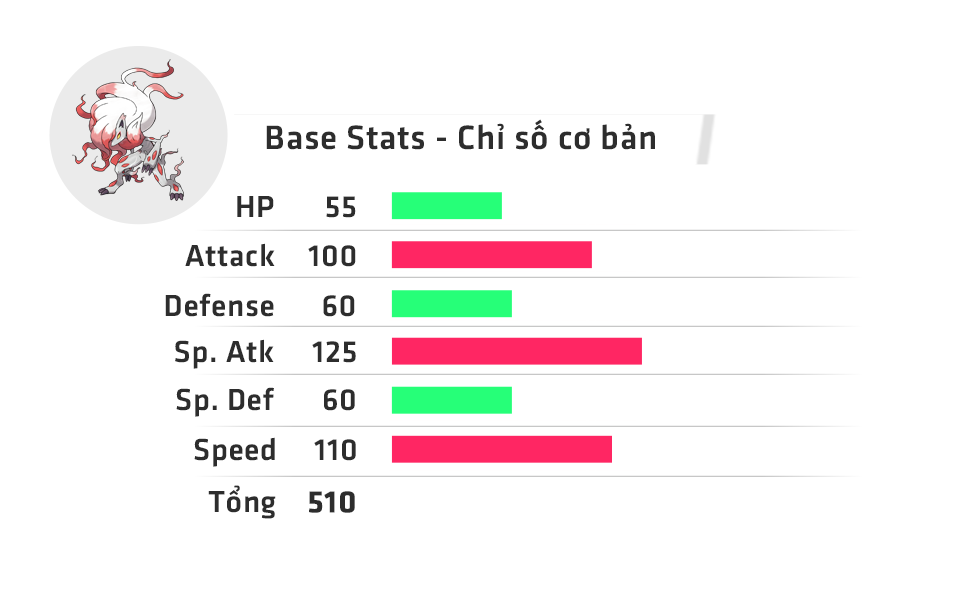 Base Stats - Chỉ số cơ bản
HP 55
Attack 100
Defense 60
Sp. Atk 125
Sp. Def 60
Speed 110
Tổng 510